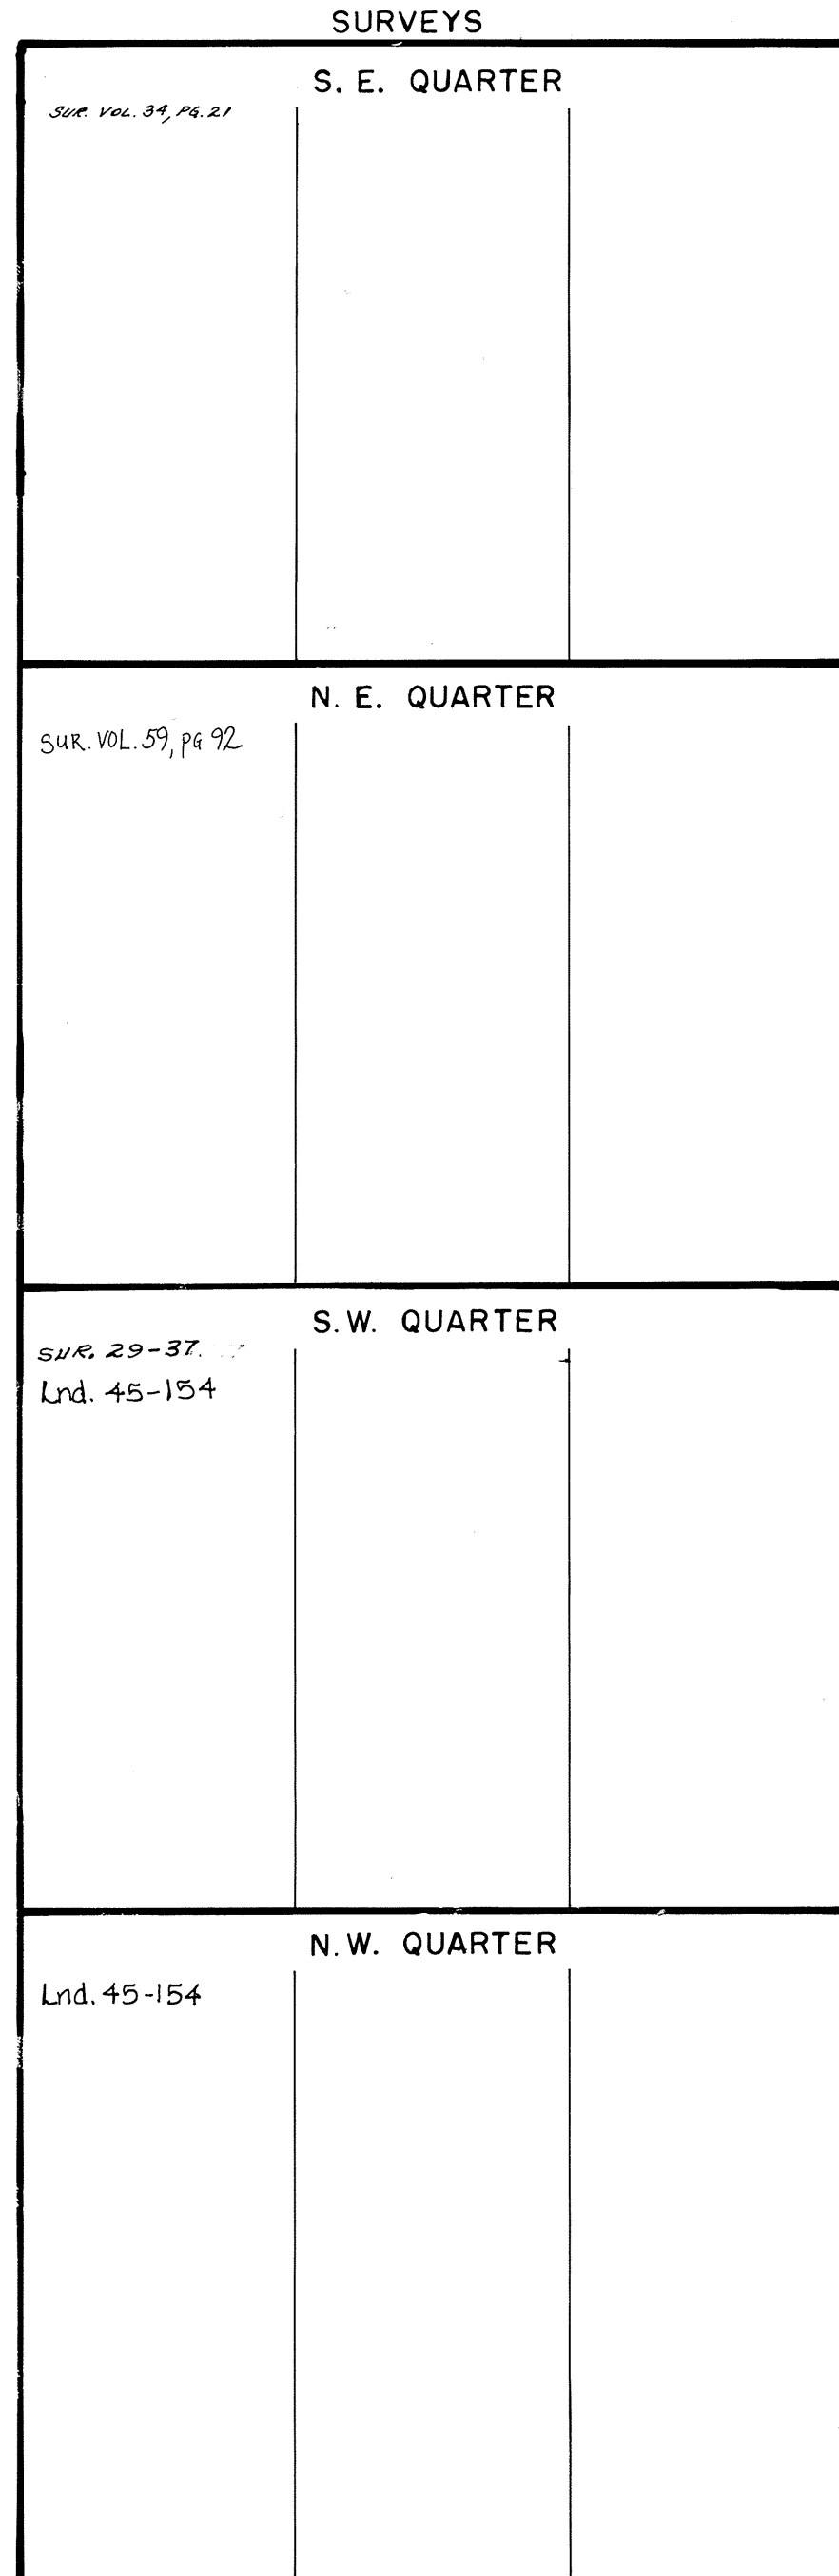 SURVEYS
S. E. QUARTER
SUR. VOL. 34, PG. 21
N. E. QUARTER
SUR. VOL. 59, PG 92
S.W. QUARTER
SUR. 29-37.
Lnd. 45-154
N.W. QUARTER
Lnd. 45-154